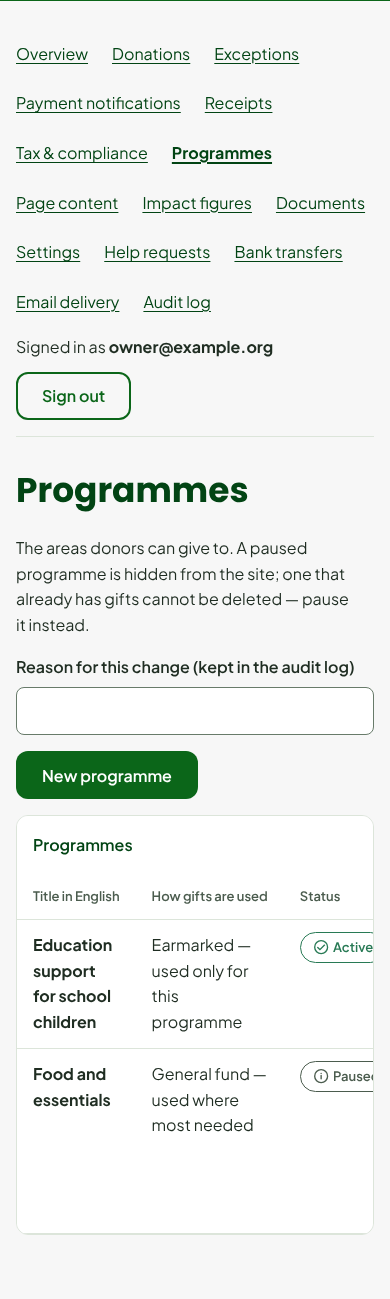 Overview Donations Exceptions
Payment notifications Receipts
Tax & compliance Programmes
Page content Impact figures Documents
Settings Help requests Bank transfers
Email delivery Audit log
Signed in as owner@example.org
Sign out
Programmes
The areas donors can give to. A paused
programme is hidden from the site; one that
already has gifts cannot be deleted — pause
it instead.
Reason for this change (kept in the audit log)
New programme
Programmes
Title in English How gifts are used Status
Education
support
for school
children
Earmarked —
used only for
this
programme
Active
Food and
essentials
General fund —
used where
most needed
Paused